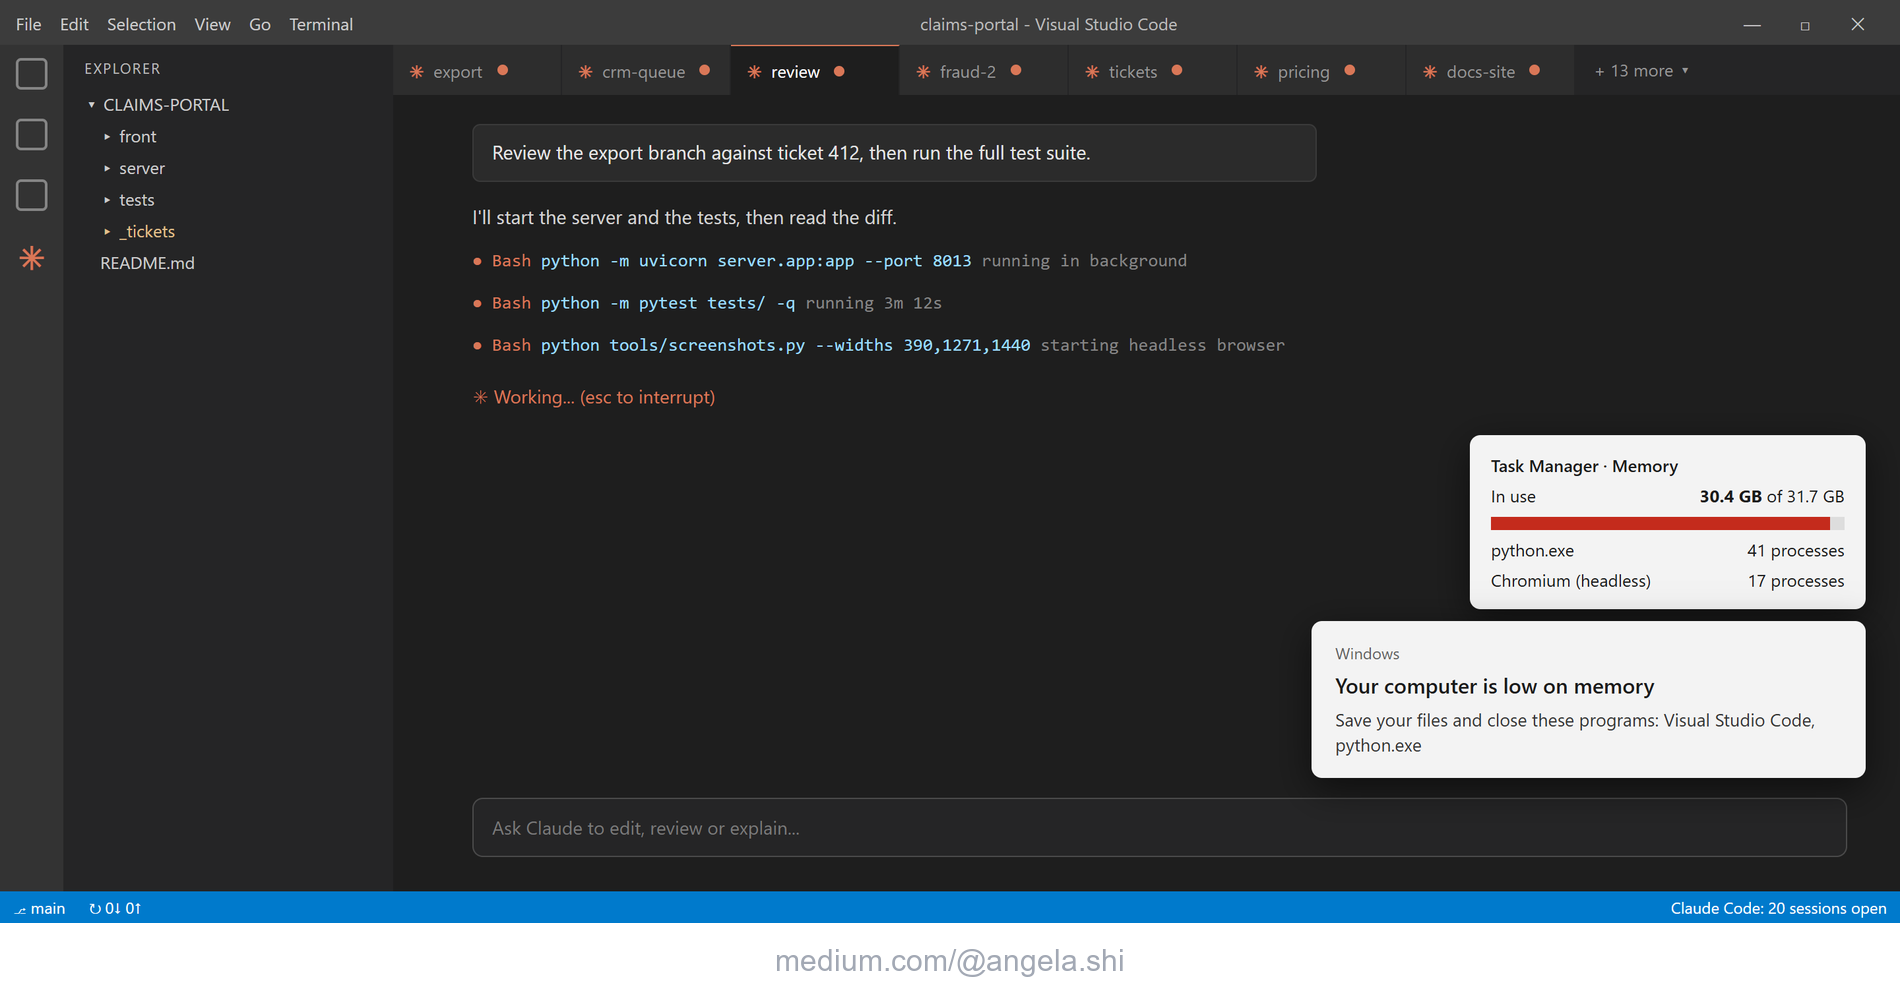 File Edit Selection View Go Terminal
claims-portal - Visual Studio Code
EXPLORER
CLAIMS-PORTAL
front
server
tests
_tickets
README.md
export
crm-queue
review
fraud-2
tickets
pricing
docs-site
+ 13 more
Review the export branch against ticket 412, then run the full test suite.
I'll start the server and the tests, then read the diff.
Bash python -m uvicorn server.app:app --port 8013 running in background
Bash python -m pytest tests/ -q running 3m 12s
Bash python tools/screenshots.py --widths 390,1271,1440 starting headless browser
Working... (esc to interrupt)
Task Manager · Memory
In use 30.4 GB of 31.7 GB
python.exe 41 processes
Chromium (headless) 17 processes
Windows
Your computer is low on memory
Save your files and close these programs: Visual Studio Code,
python.exe
Ask Claude to edit, review or explain...
main 0↓ 0↑
Claude Code: 20 sessions open
medium.com/@angela.shi